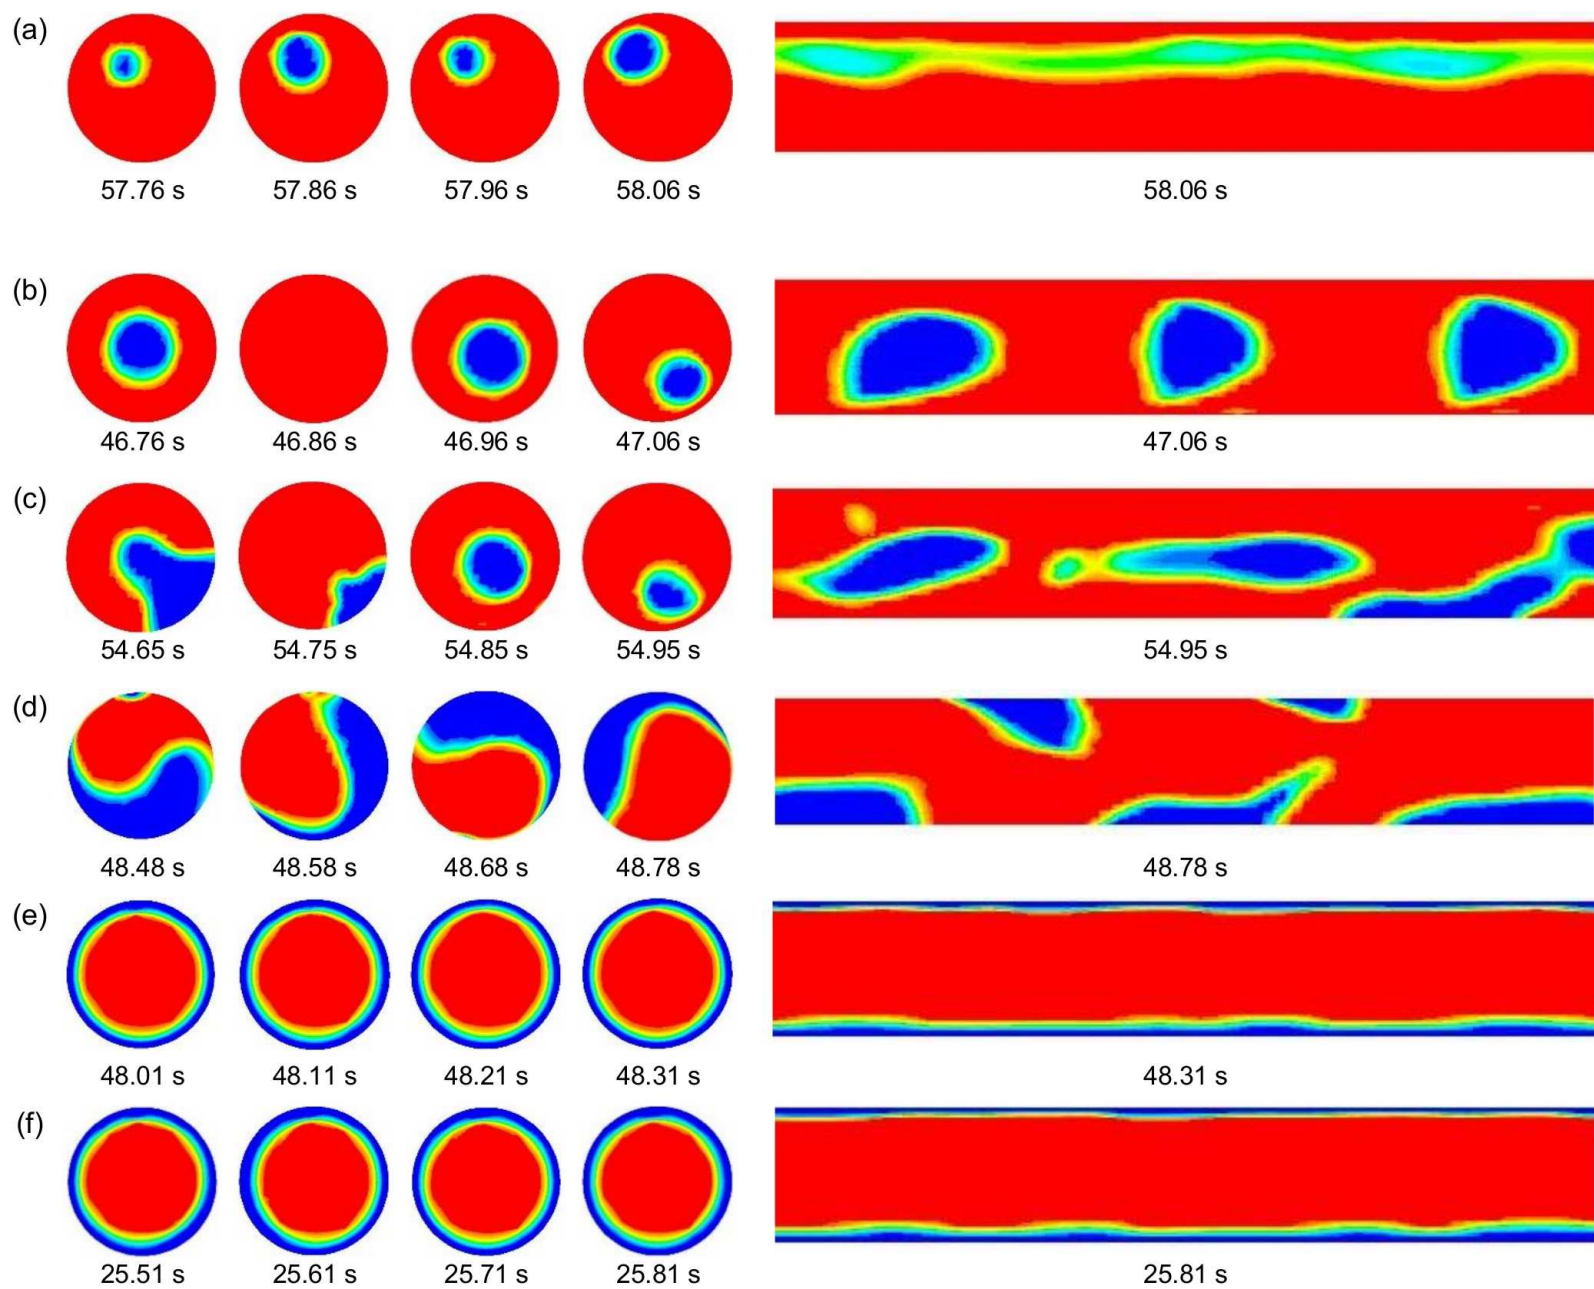 (a)
57.76 s 57.86 s 57.96 s 58.06 s 58.06 s
(b)
46.76 s 46.86 s 46.96 s 47.06 s 47.06 s
(c)
54.65 s 54.75 s 54.85 s 54.95 s 54.95 s
(d)
48.48 s 48.58 s 48.68 s 48.78 s 48.78 s
(e)
48.01 s 48.11 s 48.21 s 48.31 s 48.31 s
(f)
25.51 s 25.61 s 25.71 s 25.81 s 25.81 s